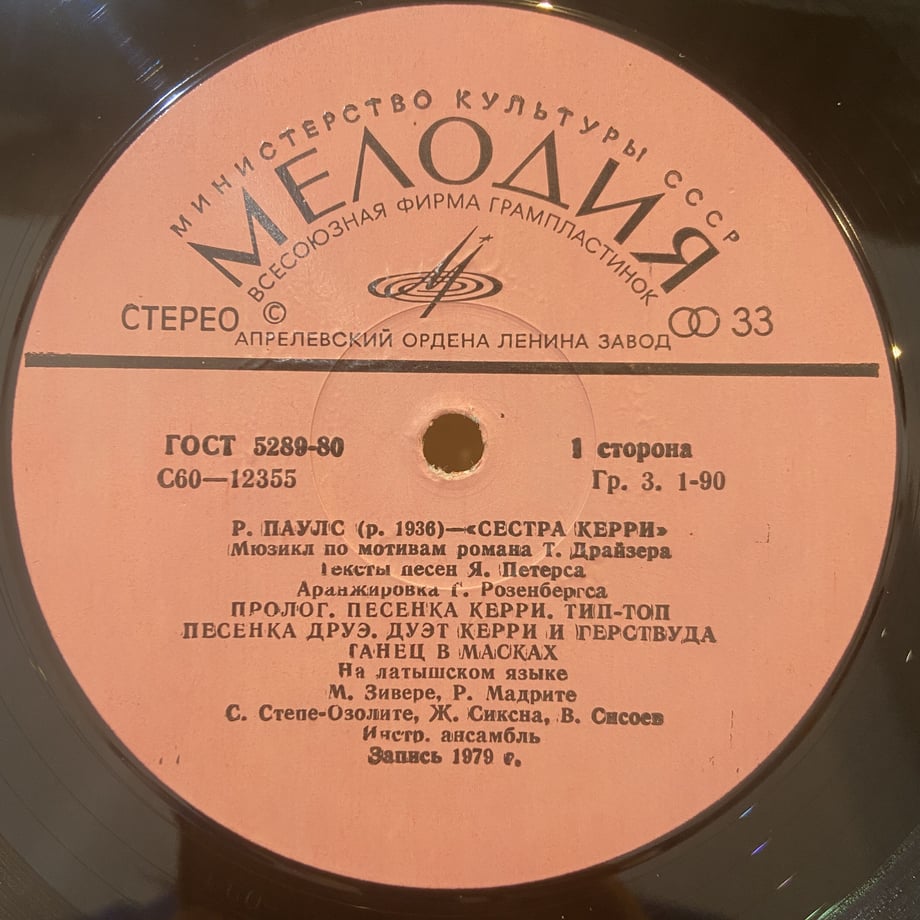 МИНИСТЕРСТВО КУЛЬТУРЫ СССР
МЕЛОДИЯ
ВСЕСОЮЗНАЯ ФИРМА ГРАМПЛАСТИНОК
СТЕРЕО © 33
АПРЕЛЕВСКИЙ ОРДЕНА ЛЕНИНА ЗАВОД
ГОСТ 5289-80 1 сторона
С60—12355 Гр. 3. 1-90
Р. ПАУЛС (р. 1936)—«СЕСТРА КЕРРИ»
Мюзикл по мотивам романа Т. Драйзера
Тексты песен Я. Петерса
Аранжировка Г. Розенбергса
ПРОЛОГ. ПЕСЕНКА КЕРРИ. ТИП-ТОП
ПЕСЕНКА ДРУЭ. ДУЭТ КЕРРИ И ГЕРСТВУДА
ТАНЕЦ В МАСКАХ
На латышском языке
М. Зивере, Р. Мадрите
С. Степе-Озолите, Ж. Сиксна, В. Сисоев
Инстр. ансамбль
Запись 1979 г.